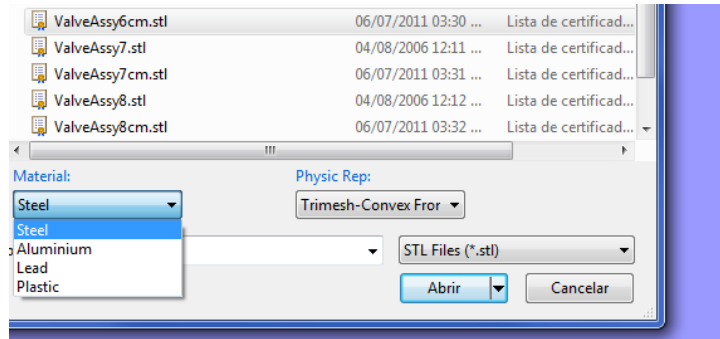 ValveAssy6cm.stl 06/07/2011 03:30 ... Lista de certificad...
ValveAssy7.stl 04/08/2006 12:11 ... Lista de certificad...
ValveAssy7cm.stl 06/07/2011 03:31 ... Lista de certificad...
ValveAssy8.stl 04/08/2006 12:12 ... Lista de certificad...
ValveAssy8cm.stl 06/07/2011 03:32 ... Lista de certificad...
Material: Physic Rep:
Steel Trimesh-Convex Fror
Steel
Aluminium STL Files (*.stl)
Lead
Plastic Abrir Cancelar